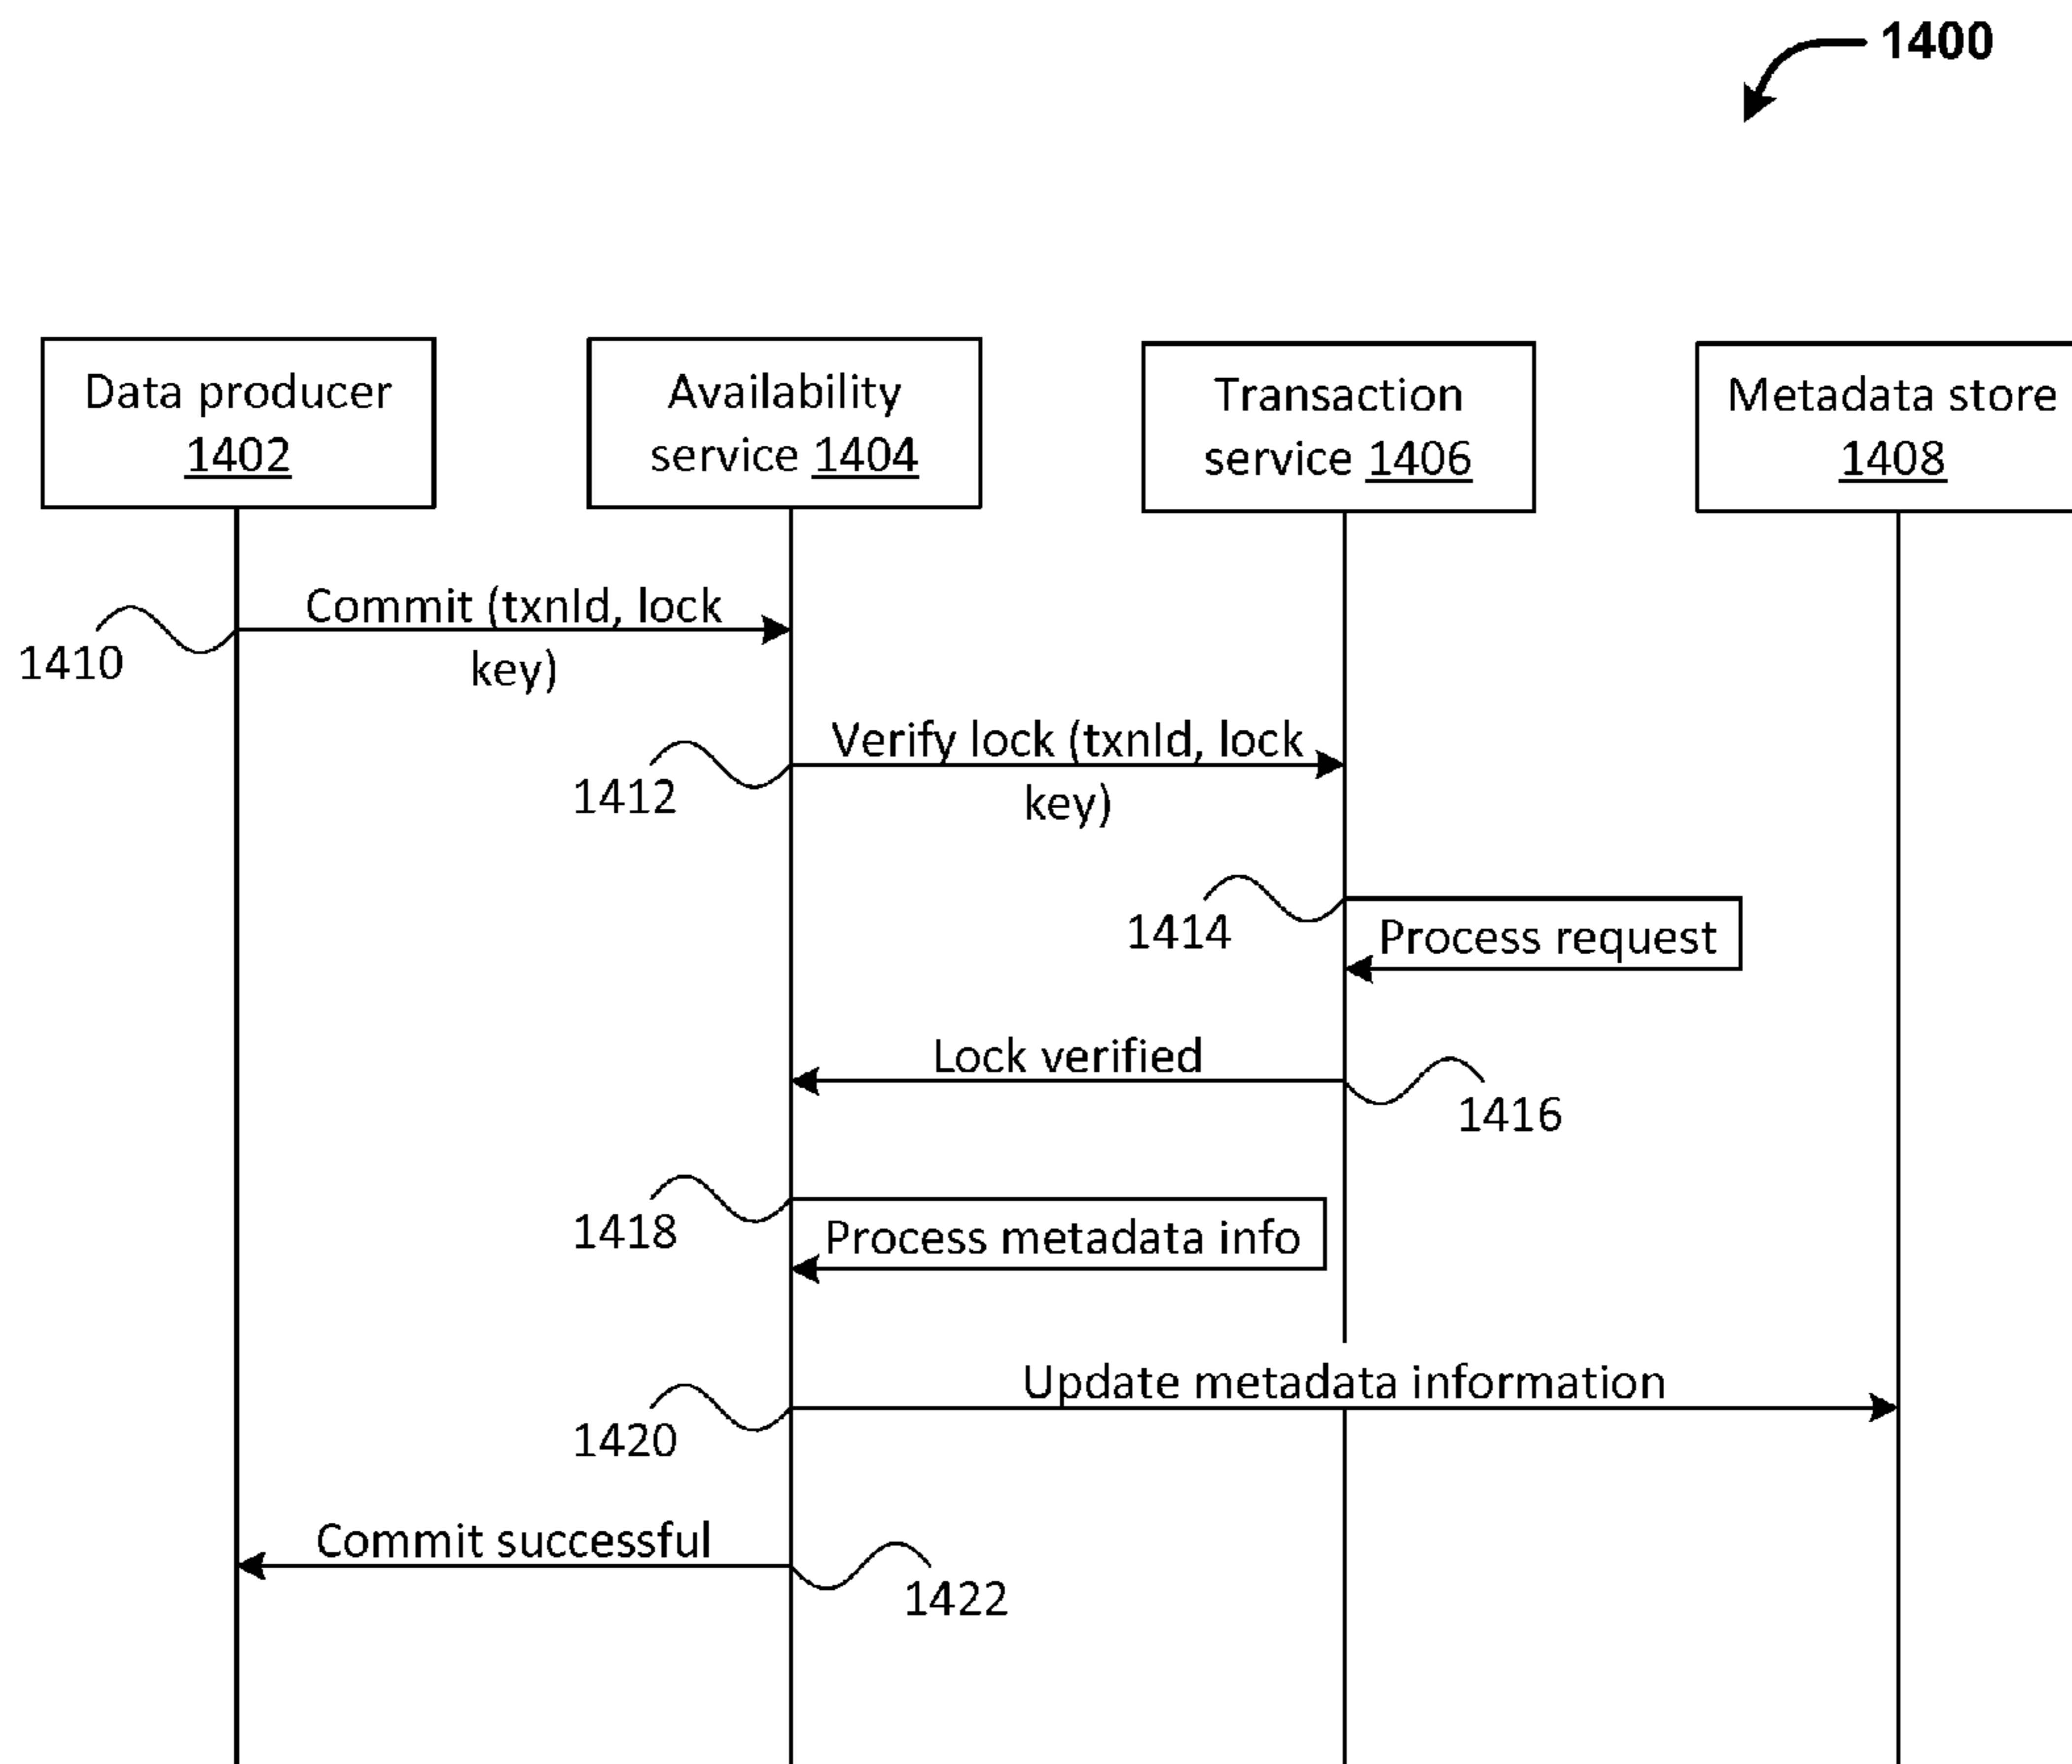 1400
Data producer
1402
Availability
service 1404
Transaction
service 1406
Metadata store
1408
Commit (txnId, lock
key)
1410
Verify lock (txnId, lock
key)
1412
1414
Process request
Lock verified
1416
1418
Process metadata info
Update metadata information
1420
Commit successful
1422